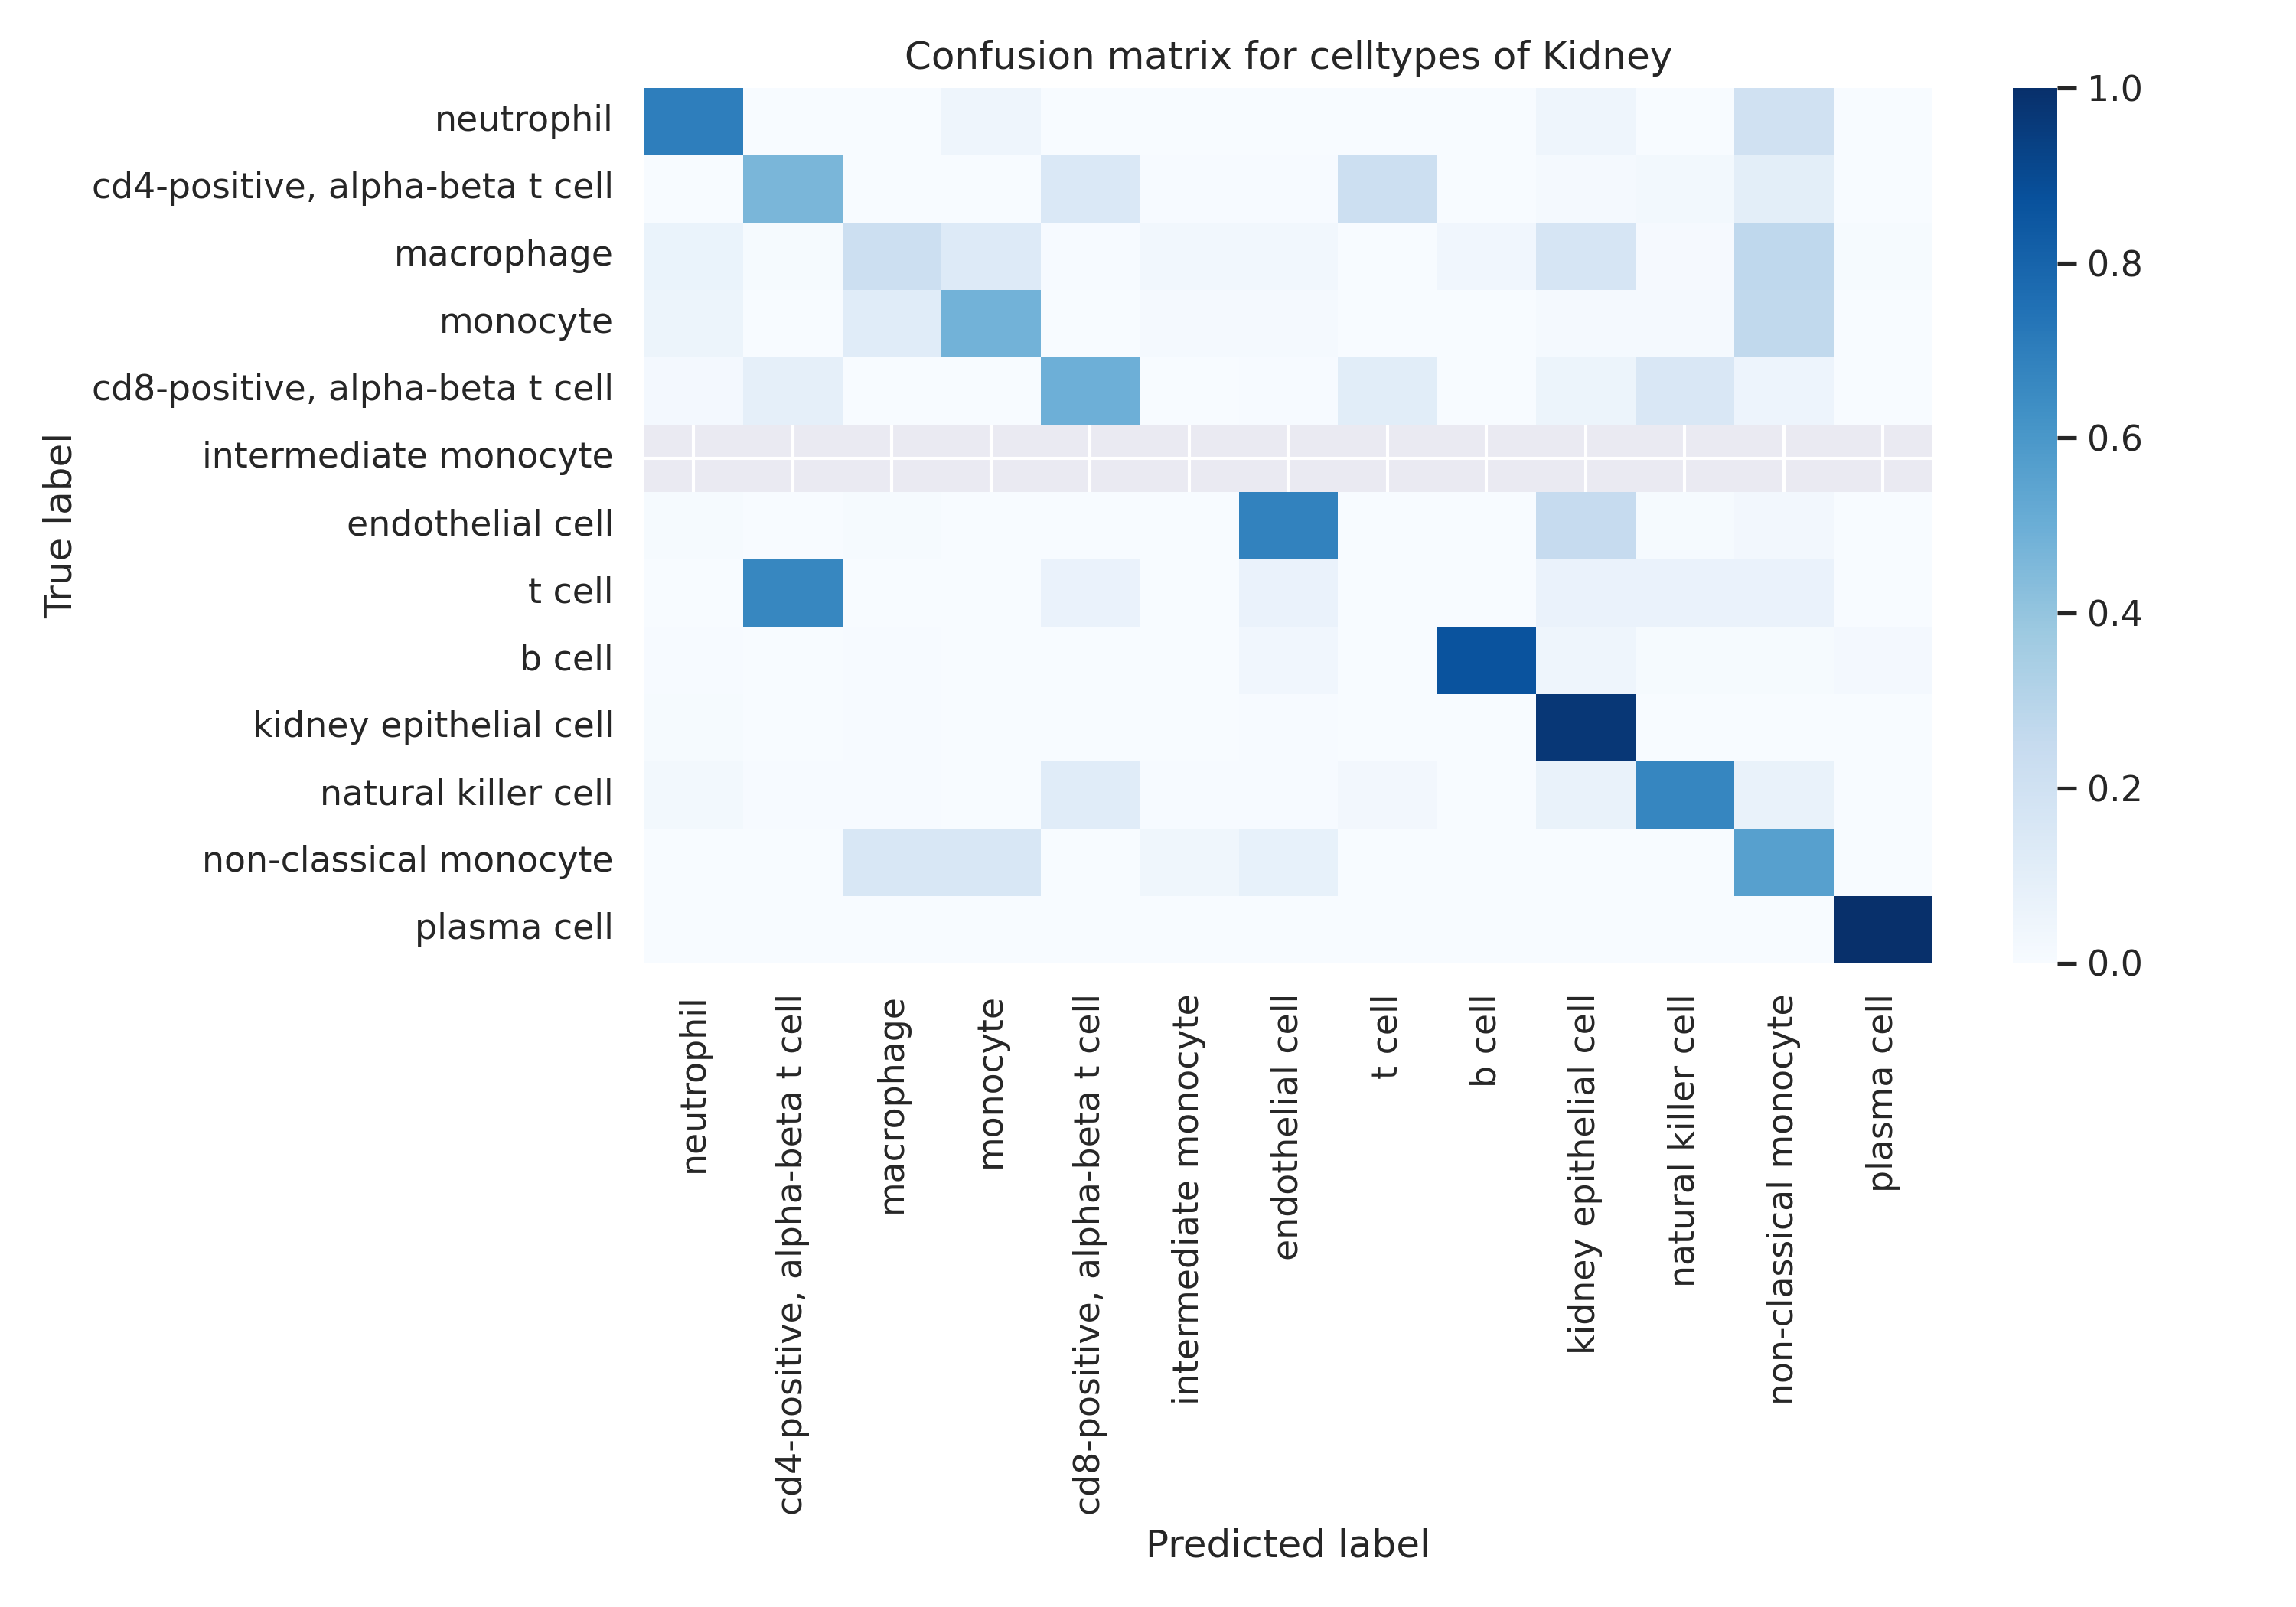 Confusion matrix for celltypes of Kidney
True label
neutrophil
cd4-positive, alpha-beta t cell
macrophage
monocyte
cd8-positive, alpha-beta t cell
intermediate monocyte
endothelial cell
t cell
b cell
kidney epithelial cell
natural killer cell
non-classical monocyte
plasma cell
neutrophil
cd4-positive, alpha-beta t cell
macrophage
monocyte
cd8-positive, alpha-beta t cell
intermediate monocyte
endothelial cell
t cell
b cell
kidney epithelial cell
natural killer cell
non-classical monocyte
plasma cell
Predicted label
1.0
0.8
0.6
0.4
0.2
0.0